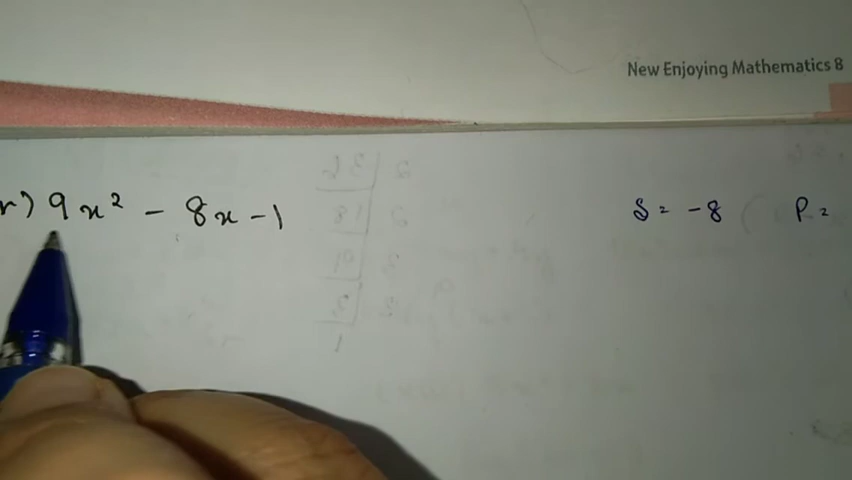 New Enjoying Mathematics 8
r) 9x² - 8x - 1
S = -8 P =